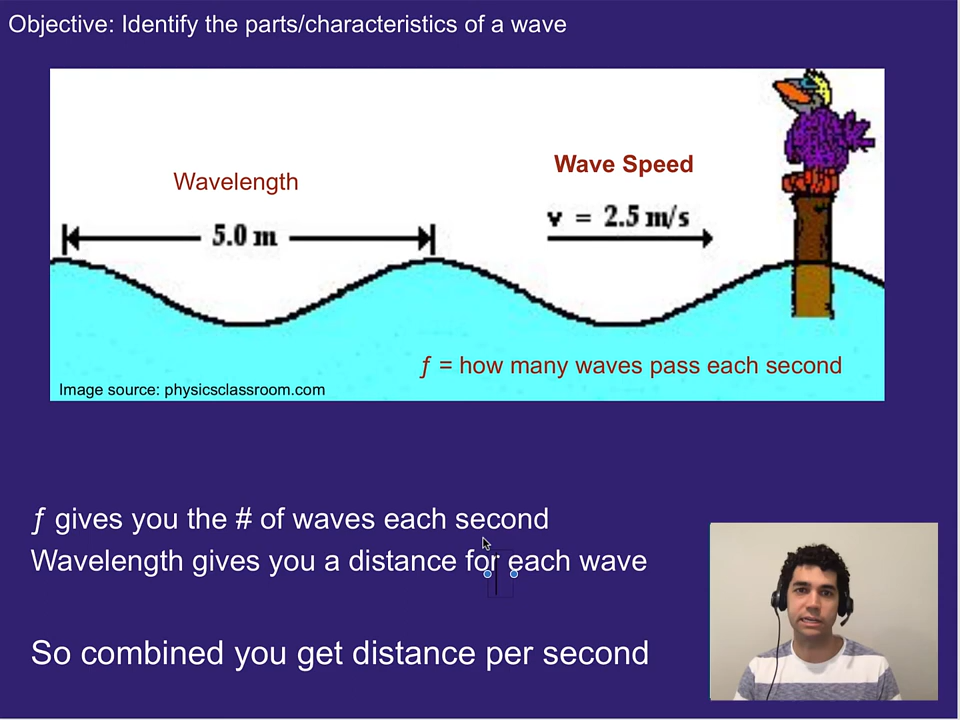 Objective: Identify the parts/characteristics of a wave
Wavelength
Wave Speed
5.0 m
v = 2.5 m/s
ƒ = how many waves pass each second
Image source: physicsclassroom.com
ƒ gives you the # of waves each second
Wavelength gives you a distance for each wave
So combined you get distance per second